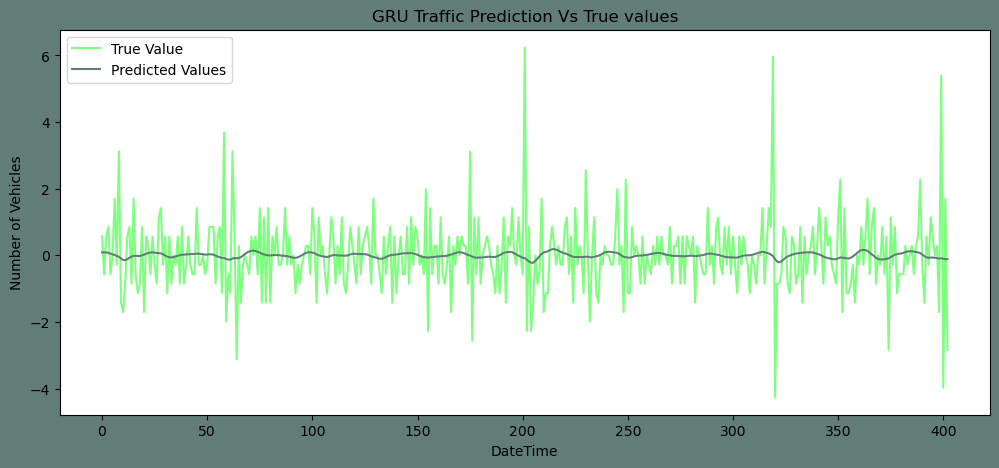 GRU Traffic Prediction Vs True values
True Value
Predicted Values
Number of Vehicles
6
4
2
0
−2
−4
0 50 100 150 200 250 300 350 400
DateTime